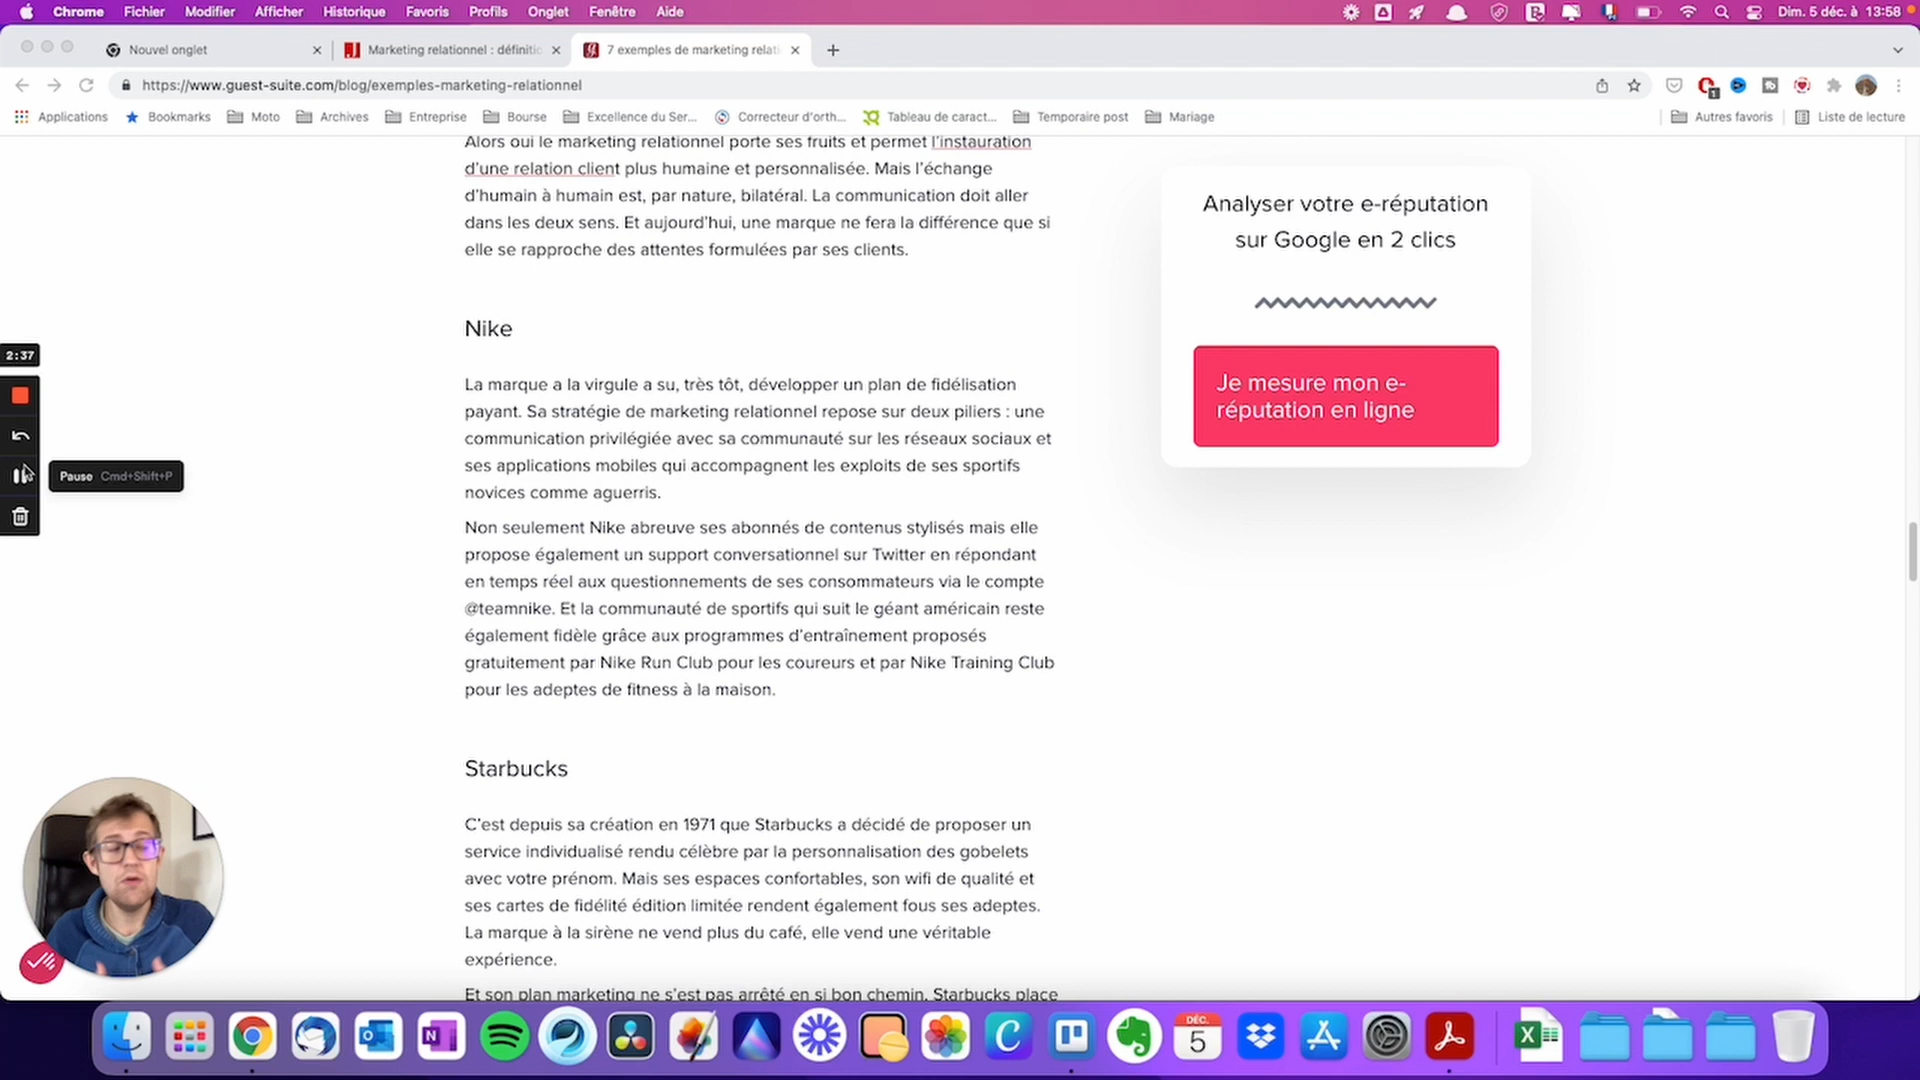 Chrome Fichier Modifier Afficher Historique Favoris Profils Onglet Fenêtre Aide Dim. 5 déc. à 13:58
Nouvel onglet Marketing relationnel : définitio 7 exemples de marketing relati
https://www.guest-suite.com/blog/exemples-marketing-relationnel
Applications Bookmarks Moto Archives Entreprise Bourse Excellence du Ser... Correcteur d'orth... Tableau de caract... Temporaire post Mariage Autres favoris Liste de lecture
Alors oui le marketing relationnel porte ses fruits et permet l'instauration
d'une relation client plus humaine et personnalisée. Mais l'échange
d'humain à humain est, par nature, bilatéral. La communication doit aller
dans les deux sens. Et aujourd'hui, une marque ne fera la différence que si
elle se rapproche des attentes formulées par ses clients.
Nike
La marque a la virgule a su, très tôt, développer un plan de fidélisation
payant. Sa stratégie de marketing relationnel repose sur deux piliers : une
communication privilégiée avec sa communauté sur les réseaux sociaux et
ses applications mobiles qui accompagnent les exploits de ses sportifs
novices comme aguerris.
Non seulement Nike abreuve ses abonnés de contenus stylisés mais elle
propose également un support conversationnel sur Twitter en répondant
en temps réel aux questionnements de ses consommateurs via le compte
@teamnike. Et la communauté de sportifs qui suit le géant américain reste
également fidèle grâce aux programmes d'entraînement proposés
gratuitement par Nike Run Club pour les coureurs et par Nike Training Club
pour les adeptes de fitness à la maison.
Starbucks
C'est depuis sa création en 1971 que Starbucks a décidé de proposer un
service individualisé rendu célèbre par la personnalisation des gobelets
avec votre prénom. Mais ses espaces confortables, son wifi de qualité et
ses cartes de fidélité édition limitée rendent également fous ses adeptes.
La marque à la sirène ne vend plus du café, elle vend une véritable
expérience.
Et son plan marketing ne s'est pas arrêté en si bon chemin. Starbucks place
Analyser votre e-réputation
sur Google en 2 clics
Je mesure mon e-
réputation en ligne
2:37
Pause Cmd+Shift+P
DÉC.
5